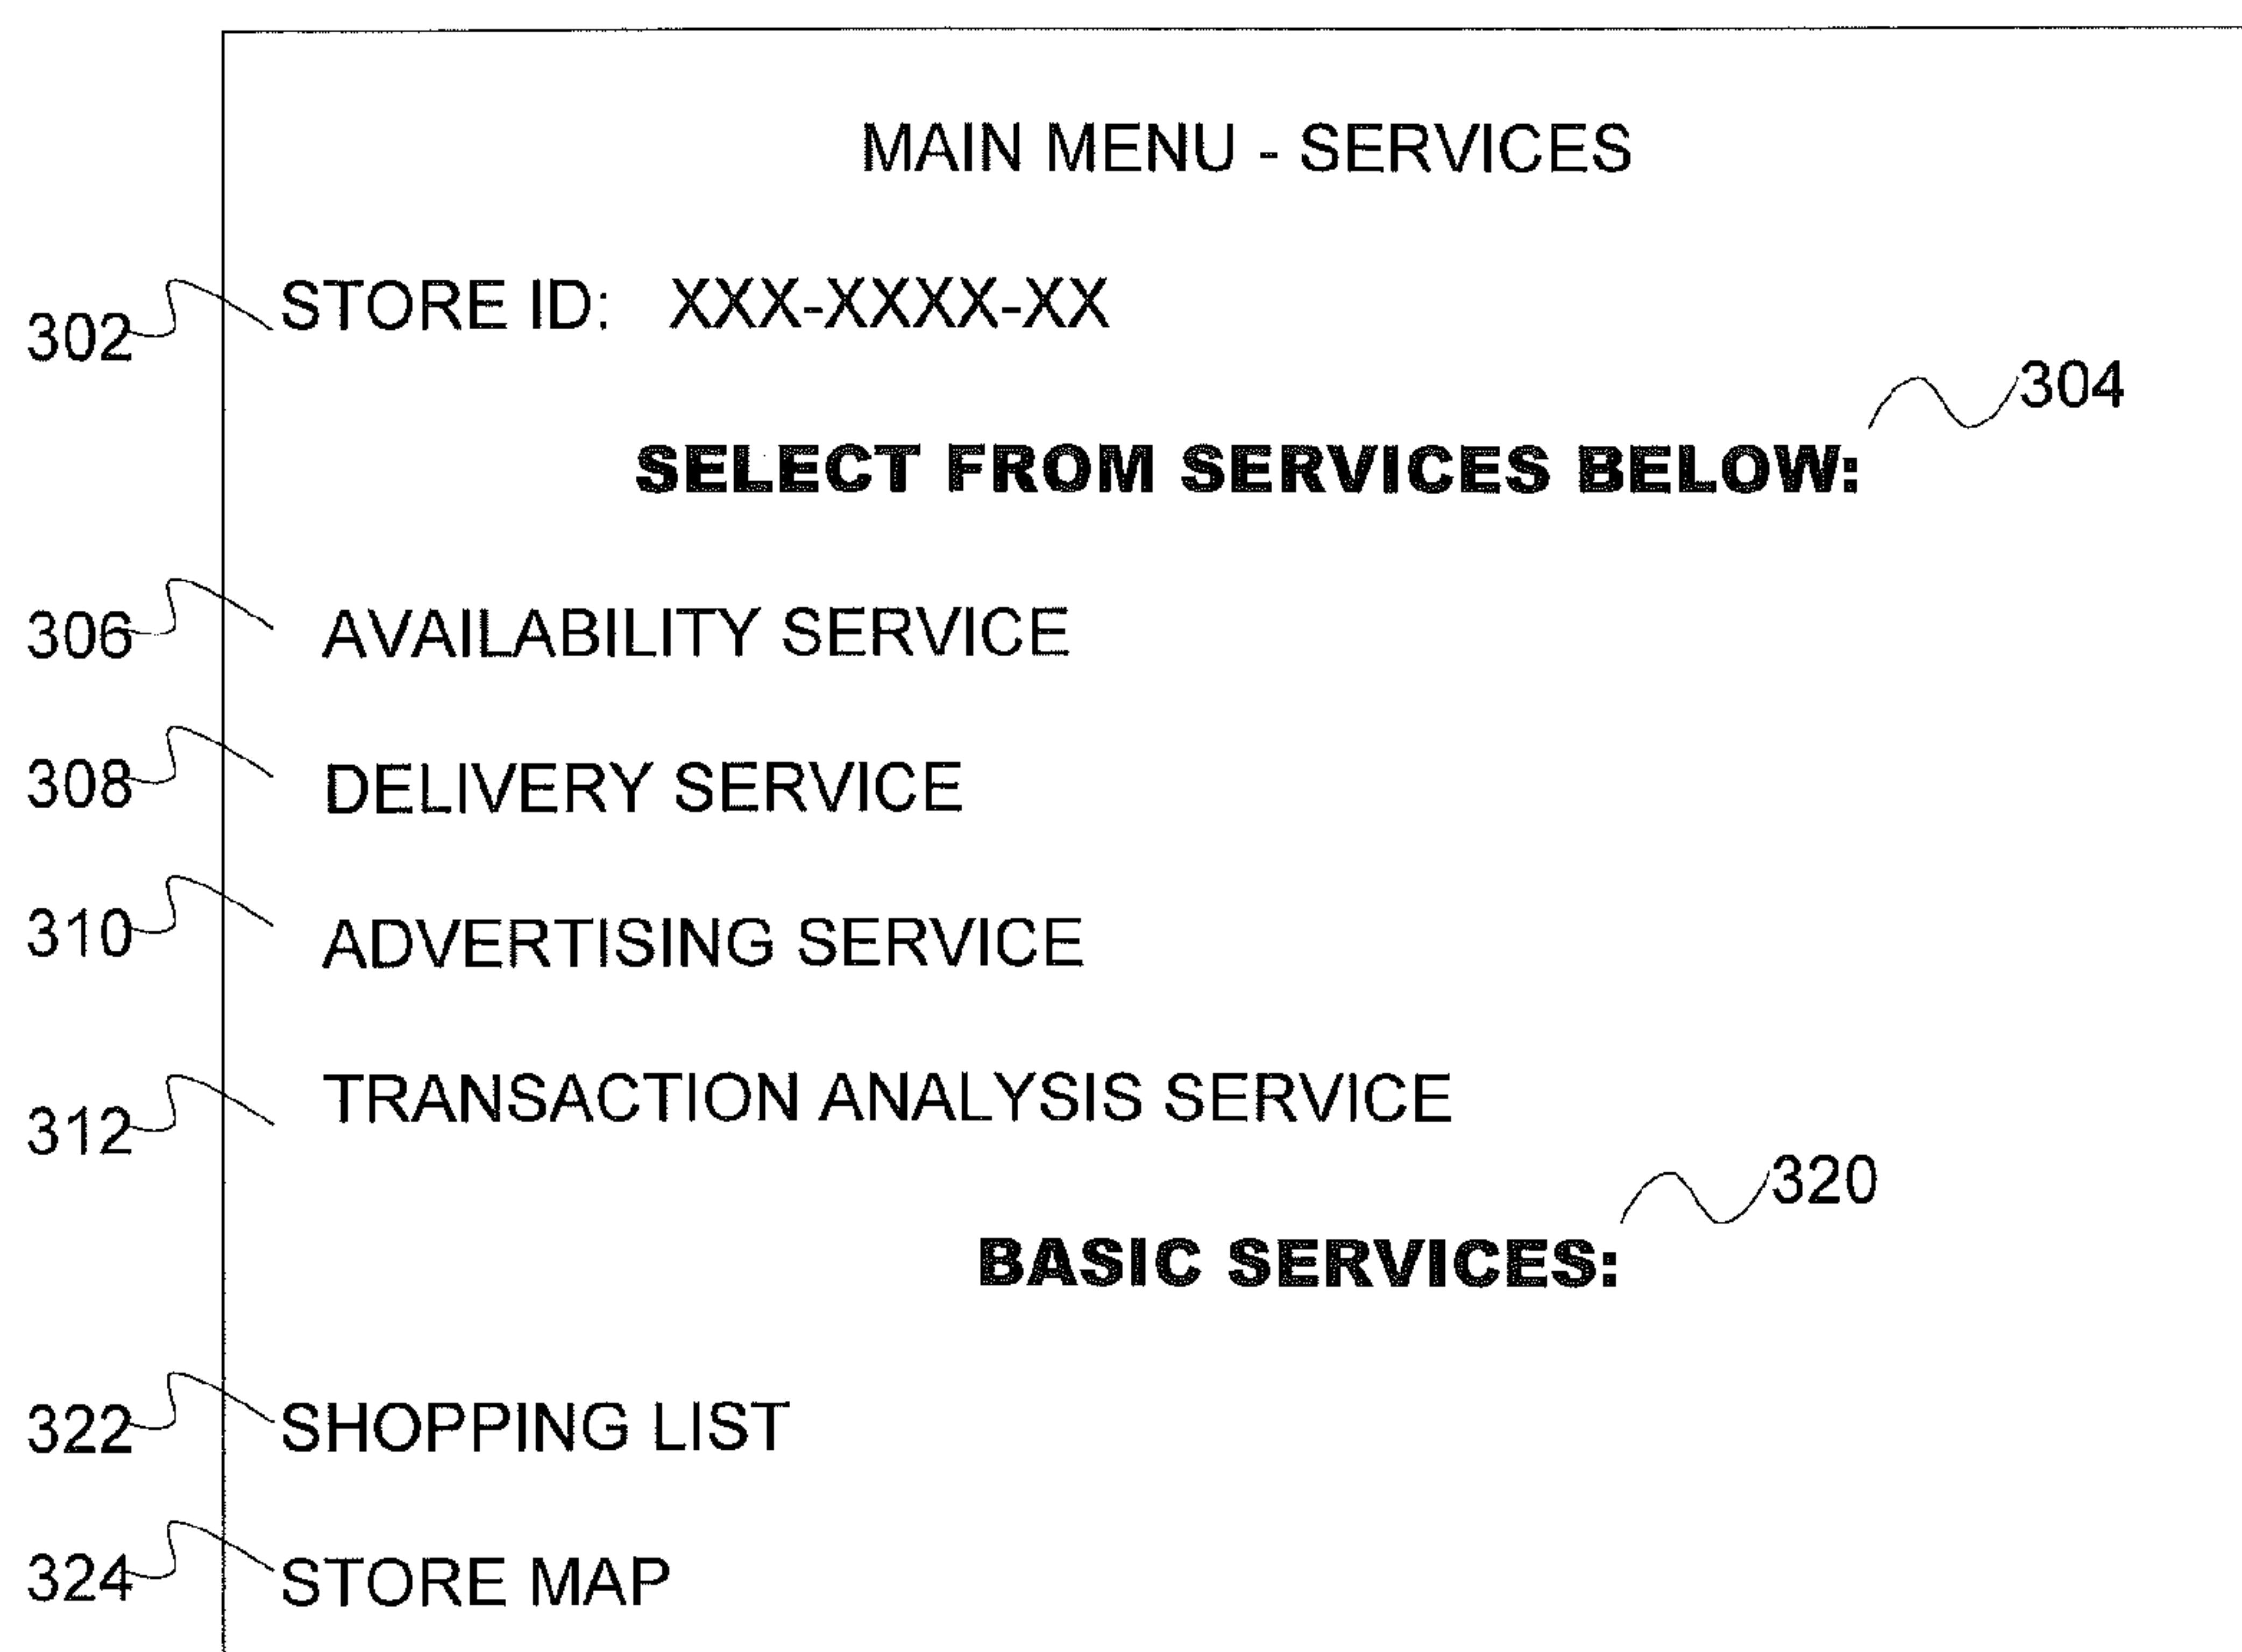 MAIN MENU - SERVICES
302 STORE ID: XXX-XXXX-XX
304
SELECT FROM SERVICES BELOW:
306 AVAILABILITY SERVICE
308 DELIVERY SERVICE
310 ADVERTISING SERVICE
312 TRANSACTION ANALYSIS SERVICE
320
BASIC SERVICES:
322 SHOPPING LIST
324 STORE MAP